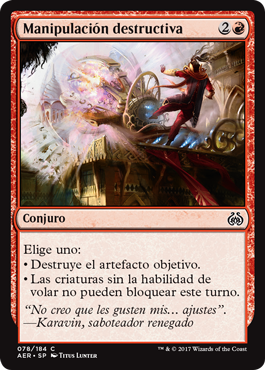 Manipulación destructiva 2
Conjuro
Elige uno:
• Destruye el artefacto objetivo.
• Las criaturas sin la habilidad de
volar no pueden bloquear este turno.
“No creo que les gusten mis... ajustes”.
—Karavin, saboteador renegado
078/184 C
AER • SP Titus Lunter
™ & © 2017 Wizards of the Coast